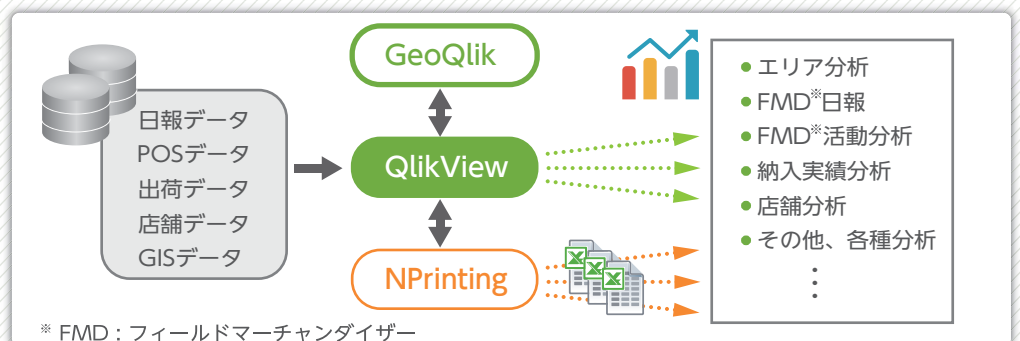 日報データ
POSデータ
出荷データ
店舗データ
GISデータ
GeoQlik
QlikView
NPrinting
• エリア分析
• FMD※日報
• FMD※活動分析
• 納入実績分析
• 店舗分析
• その他、各種分析
⋮
※ FMD：フィールドマーチャンダイザー